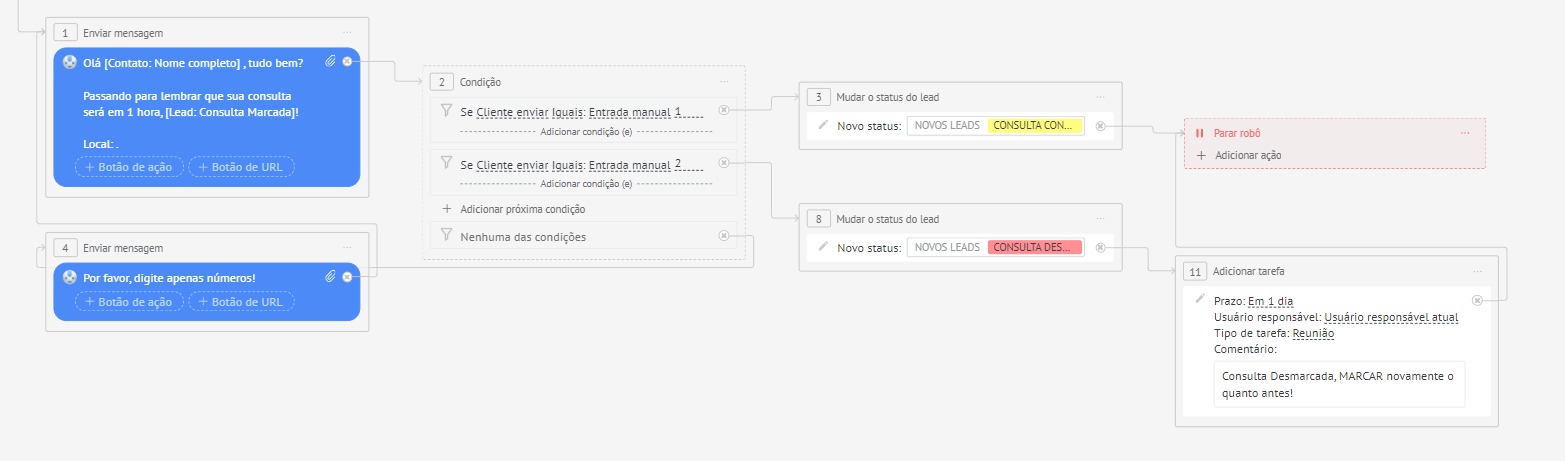 1 Enviar mensagem ...
Olá [Contato: Nome completo] , tudo bem?
Passando para lembrar que sua consulta
será em 1 hora, [Lead: Consulta Marcada]!
Local: .
+ Botão de ação + Botão de URL
4 Enviar mensagem ...
Por favor, digite apenas números!
+ Botão de ação + Botão de URL
2 Condição ...
Se Cliente enviar Iguais: Entrada manual 1
Adicionar condição (e)
Se Cliente enviar Iguais: Entrada manual 2
Adicionar condição (e)
+ Adicionar próxima condição
Nenhuma das condições
3 Mudar o status do lead ...
Novo status: NOVOS LEADS CONSULTA CON...
8 Mudar o status do lead ...
Novo status: NOVOS LEADS CONSULTA DES...
Parar robô ...
+ Adicionar ação
11 Adicionar tarefa ...
Prazo: Em 1 dia
Usuário responsável: Usuário responsável atual
Tipo de tarefa: Reunião
Comentário:
Consulta Desmarcada, MARCAR novamente o
quanto antes!